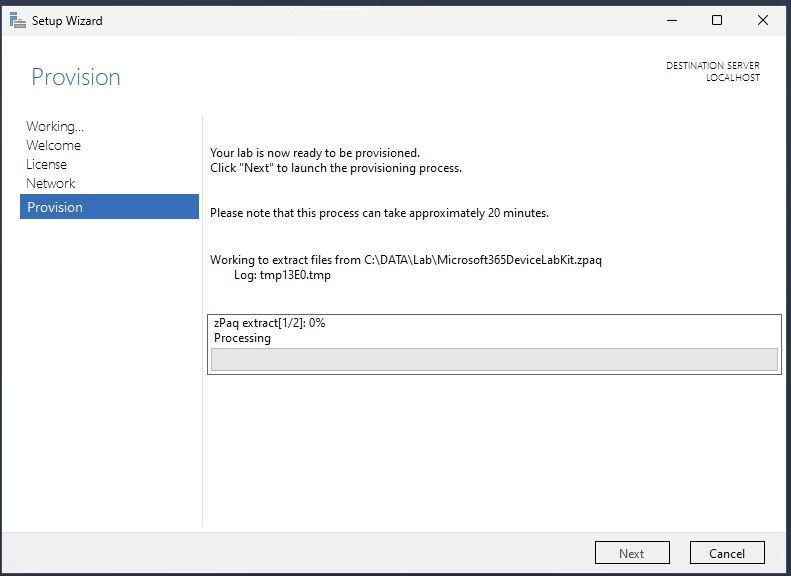 Setup Wizard
Provision
DESTINATION SERVER
LOCALHOST
Working...
Welcome
License
Network
Provision
Your lab is now ready to be provisioned.
Click "Next" to launch the provisioning process.
Please note that this process can take approximately 20 minutes.
Working to extract files from C:\DATA\Lab\Microsoft365DeviceLabKit.zpaq
Log: tmp13E0.tmp
zPaq extract[1/2]: 0%
Processing
Next
Cancel